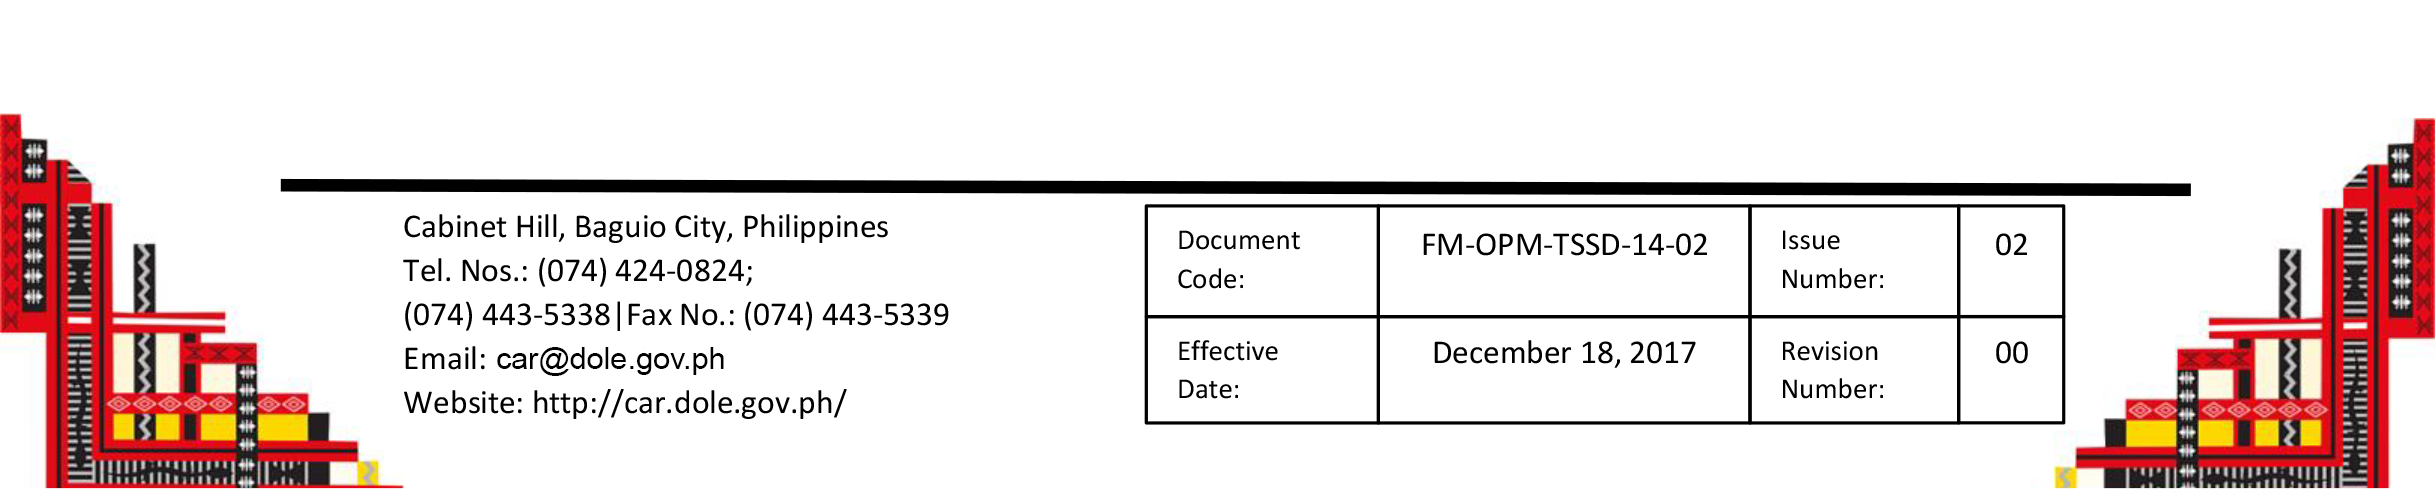 Cabinet Hill, Baguio City, Philippines
Tel. Nos.: (074) 424-0824;
(074) 443-5338|Fax No.: (074) 443-5339
Email: car@dole.gov.ph
Website: http://car.dole.gov.ph/
Document Code: FM-OPM-TSSD-14-02 Issue Number: 02
Effective Date: December 18, 2017 Revision Number: 00